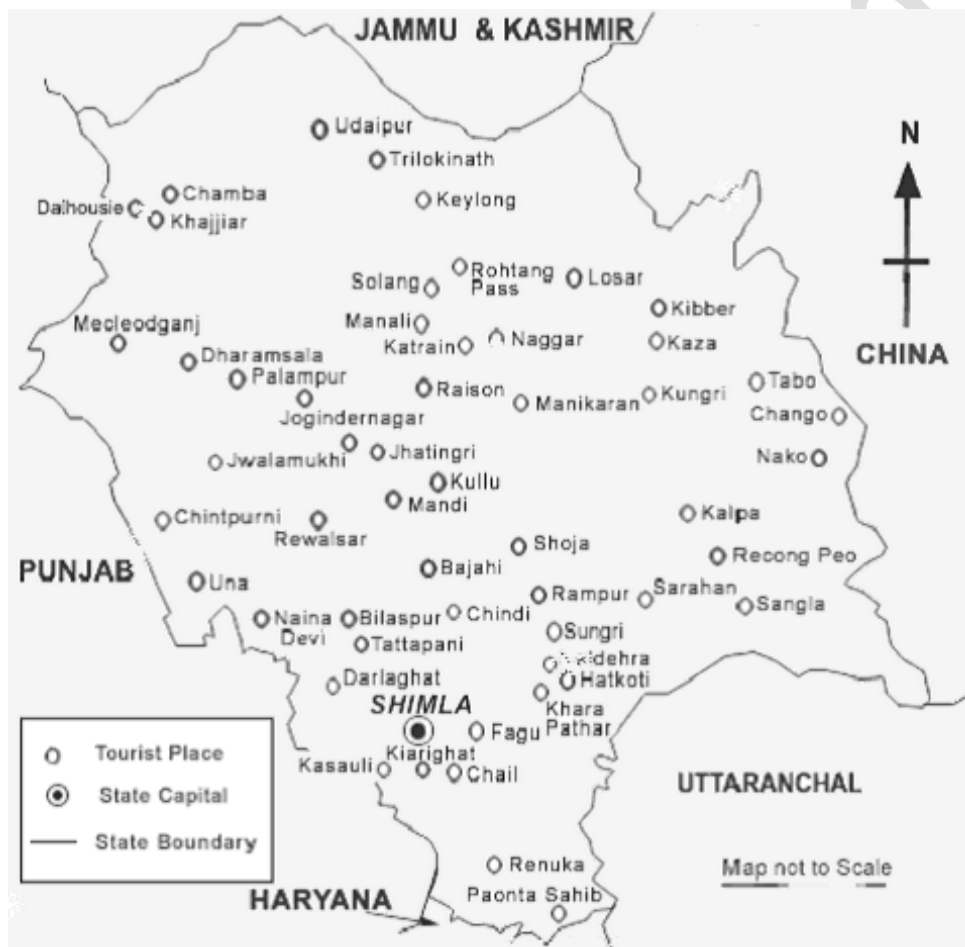 JAMMU & KASHMIR
Udaipur
N
Trilokinath
Chamba
Dalhousie
Keylong
Khajjiar
Rohtang
Pass
Losar
Solang
Kibber
Manali
Mecleodganj
Naggar
Katrain
Kaza
CHINA
Dharamsala
Palampur
Tabo
Raison
Kungri
Manikaran
Jogindernagar
Chango
Jwalamukhi
Jhatingri
Nako
Kullu
Mandi
Chintpurni
Kalpa
Rewalsar
Shoja
Recong Peo
PUNJAB
Bajahi
Una
Rampur
Sarahan
Sangla
Naina
Devi
Bilaspur
Chindi
Sungri
Tattapani
Darlaghat
Hatkoti
SHIMLA
Khara
Pathar
Fagu
Kiarighat
Kasauli
Chail
Tourist Place
State Capital
State Boundary
UTTARANCHAL
Renuka
Map not to Scale
Paonta Sahib
HARYANA